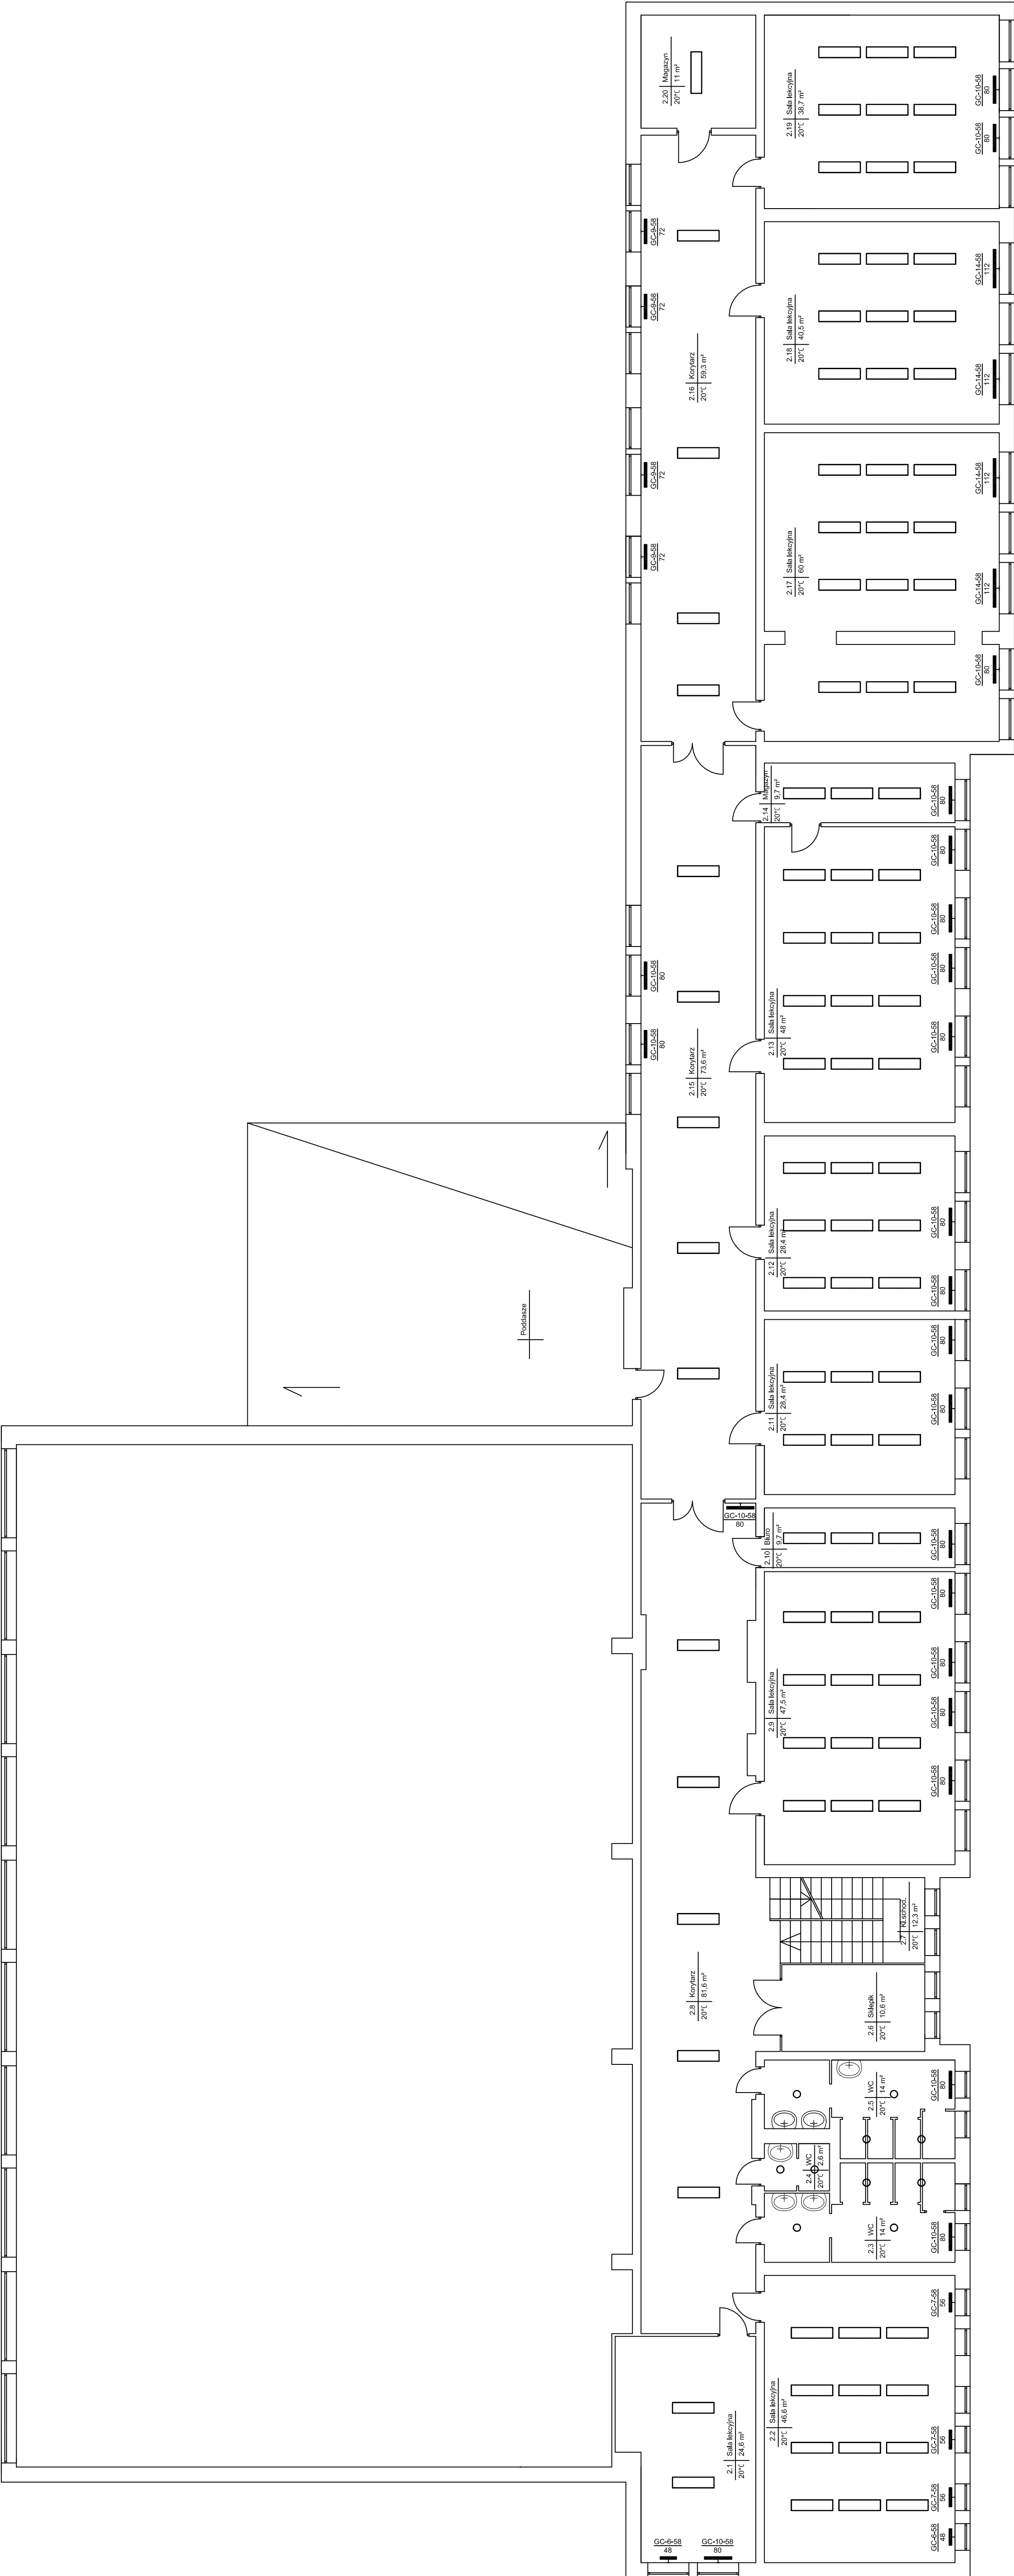 2.20 Magazyn
20°C 11 m²
2.19 Sala lekcyjna
20°C 38,7 m²
GC-10-58
80
GC-10-58
80
GC-9-58
72
GC-9-58
72
2.18 Sala lekcyjna
20°C 40,5 m²
GC-14-58
112
GC-14-58
112
2.16 Korytarz
20°C 59,3 m²
GC-9-58
72
GC-9-58
72
2.17 Sala lekcyjna
20°C 60 m²
GC-14-58
112
GC-14-58
112
GC-10-58
80
2.14 Magazyn
20°C 9,7 m²
GC-10-58
80
GC-10-58
80
GC-10-58
80
GC-10-58
80
GC-10-58
80
2.13 Sala lekcyjna
20°C 48 m²
GC-10-58
80
GC-10-58
80
2.15 Korytarz
20°C 73,6 m²
2.12 Sala lekcyjna
20°C 28,4 m²
GC-10-58
80
GC-10-58
80
Poddasze
2.11 Sala lekcyjna
20°C 28,4 m²
GC-10-58
80
GC-10-58
80
GC-10-58
80
2.10 Biuro
20°C 9,7 m²
GC-10-58
80
GC-10-58
80
2.9 Sala lekcyjna
20°C 47,5 m²
GC-10-58
80
GC-10-58
80
GC-10-58
80
2.7 Kl.schod.
20°C 12,3 m²
2.8 Korytarz
20°C 81,6 m²
2.6 Sklepik
20°C 10,6 m²
2.5 WC
20°C 14 m²
GC-10-58
80
2.4 WC
20°C 2,6 m²
2.3 WC
20°C 14 m²
GC-10-58
80
GC-7-58
56
2.2 Sala lekcyjna
20°C 46,6 m²
GC-7-58
56
2.1 Sala lekcyjna
20°C 24,6 m²
GC-7-58
56
GC-6-58
48
GC-6-58
48
GC-10-58
80